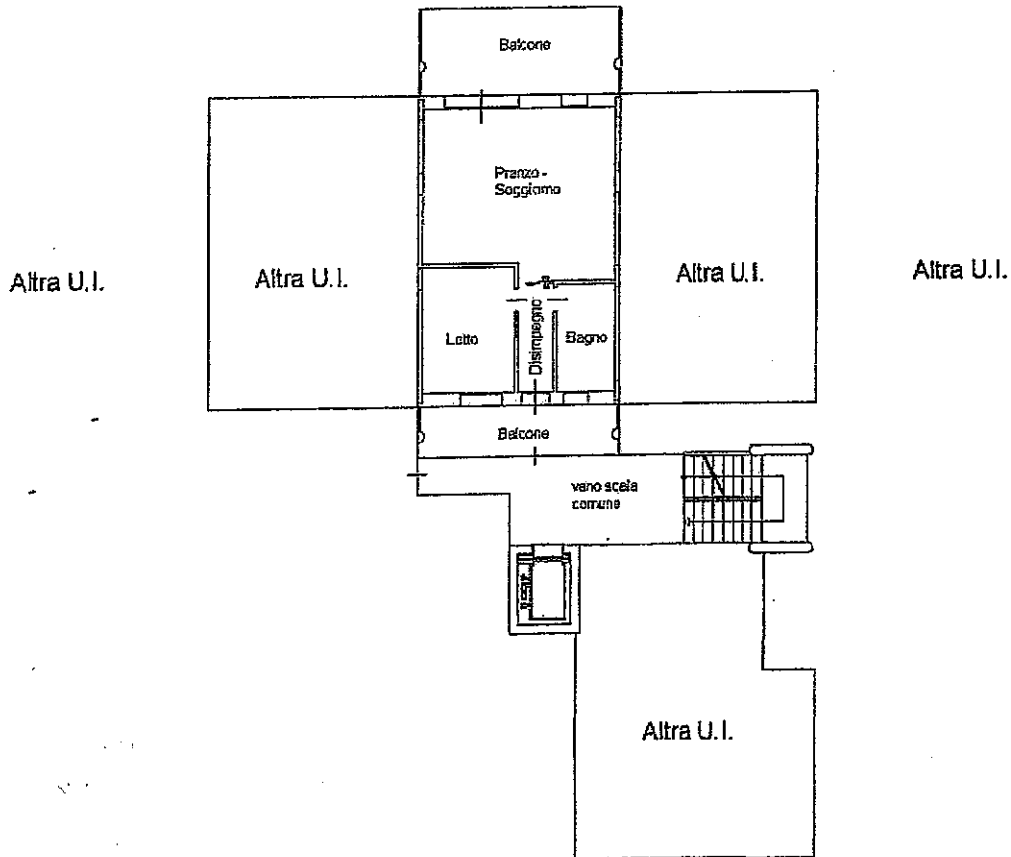 Balcone
Pranzo -
Soggiorno
Altra U.I.
Altra U.I.
Altra U.I.
Altra U.I.
Letto
Disimpegno
Bagno
Balcone
vano scala
comune
Altra U.I.